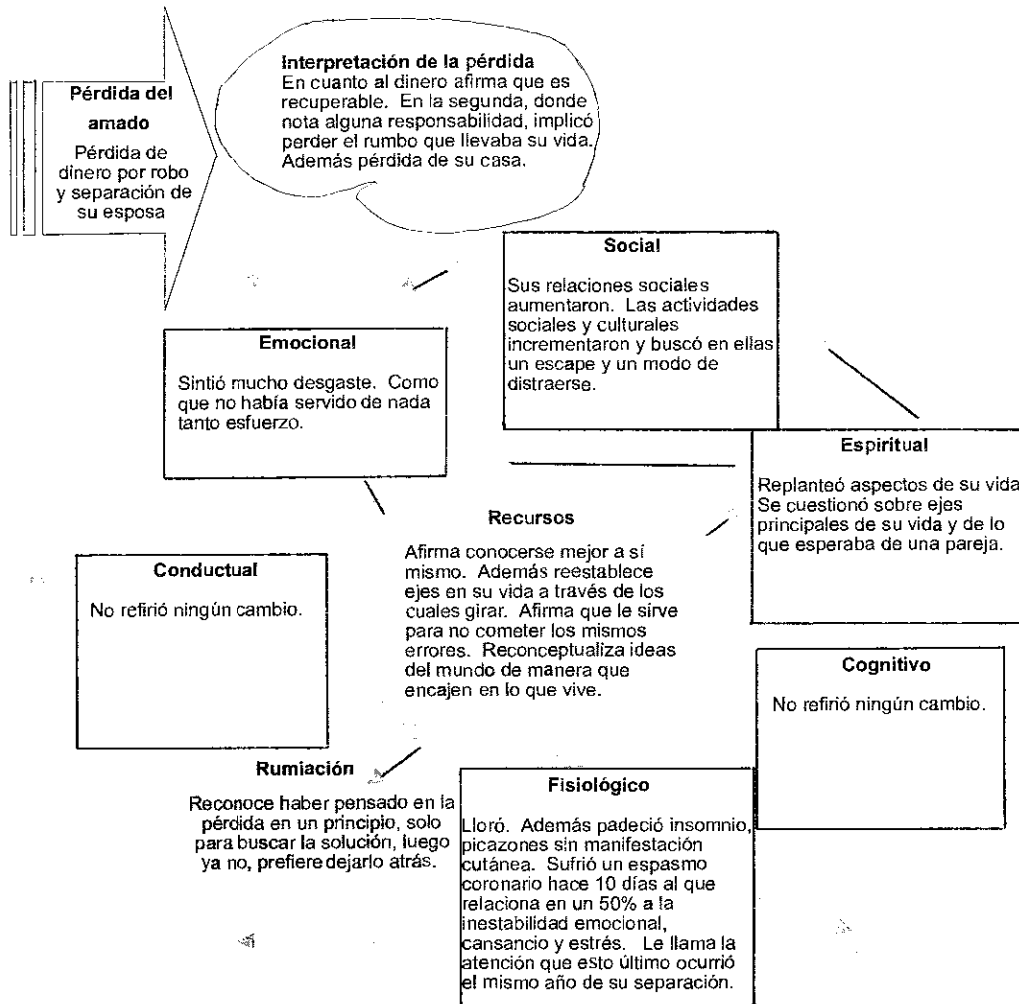 Pérdida del
amado
Pérdida de
dinero por robo
y separación de
su esposa
Interpretación de la pérdida
En cuanto al dinero afirma que es
recuperable. En la segunda, donde
nota alguna responsabilidad, implicó
perder el rumbo que llevaba su vida.
Además pérdida de su casa.
Social
Sus relaciones sociales
aumentaron. Las actividades
sociales y culturales
incrementaron y buscó en ellas
un escape y un modo de
distraerse.
Emocional
Sintió mucho desgaste. Como
que no había servido de nada
tanto esfuerzo.
Espiritual
Replanteó aspectos de su vida
Se cuestionó sobre ejes
principales de su vida y de lo
que esperaba de una pareja.
Recursos
Afirma conocerse mejor a sí
mismo. Además reestablece
ejes en su vida a través de los
cuales girar. Afirma que le sirve
para no cometer los mismos
errores. Reconceptualiza ideas
del mundo de manera que
encajen en lo que vive.
Conductual
No refirió ningún cambio.
Cognitivo
No refirió ningún cambio.
Rumiación
Reconoce haber pensado en la
pérdida en un principio, solo
para buscar la solución, luego
ya no, prefiere dejarlo atrás.
Fisiológico
Lloró. Además padeció insomnio,
picazones sin manifestación
cutánea. Sufrió un espasmo
coronario hace 10 días al que
relaciona en un 50% a la
inestabilidad emocional,
cansancio y estrés. Le llama la
atención que esto último ocurrió
el mismo año de su separación.